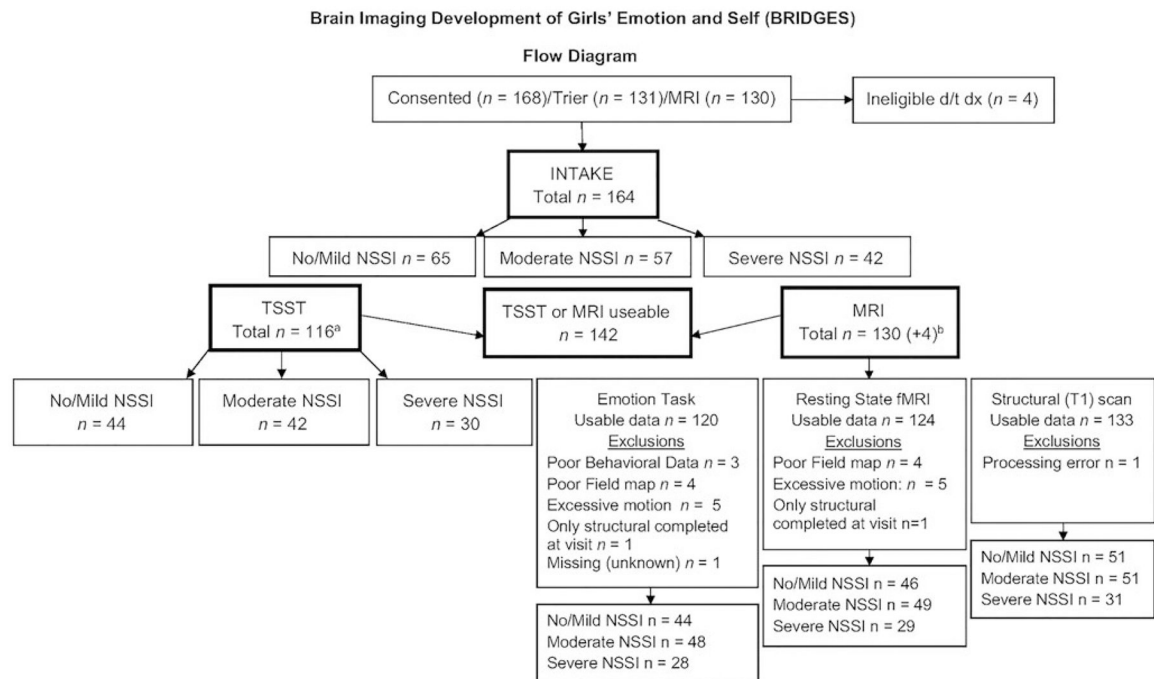 Brain Imaging Development of Girls' Emotion and Self (BRIDGES)
Flow Diagram
Consented (n = 168)/Trier (n = 131)/MRI (n = 130)
Ineligible d/t dx (n = 4)
INTAKE
Total n = 164
No/Mild NSSI n = 65
Moderate NSSI n = 57
Severe NSSI n = 42
TSST
Total n = 116ᵃ
TSST or MRI useable
n = 142
MRI
Total n = 130 (+4)ᵇ
No/Mild NSSI
n = 44
Moderate NSSI
n = 42
Severe NSSI
n = 30
Emotion Task
Usable data n = 120
Exclusions
Poor Behavioral Data n = 3
Poor Field map n = 4
Excessive motion n = 5
Only structural completed
at visit n = 1
Missing (unknown) n = 1
Resting State fMRI
Usable data n = 124
Exclusions
Poor Field map n = 4
Excessive motion: n = 5
Only structural
completed at visit n=1
Structural (T1) scan
Usable data n = 133
Exclusions
Processing error n = 1
No/Mild NSSI n = 44
Moderate NSSI n = 48
Severe NSSI n = 28
No/Mild NSSI n = 46
Moderate NSSI n = 49
Severe NSSI n = 29
No/Mild NSSI n = 51
Moderate NSSI n = 51
Severe NSSI n = 31